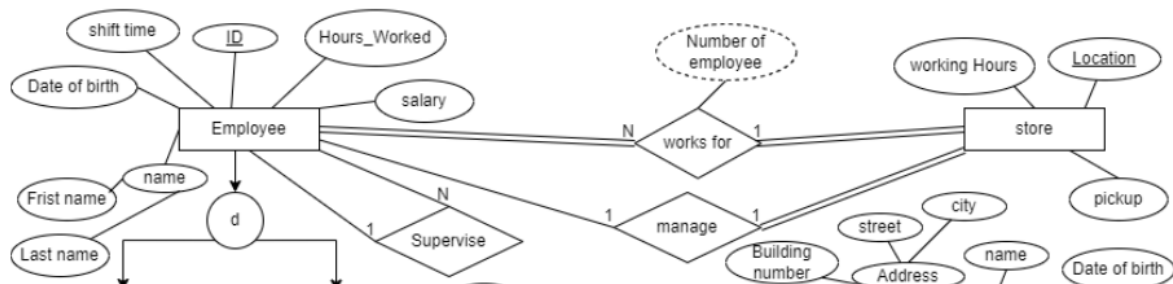 shift time
ID
Hours_Worked
Number of
employee
working Hours
Location
Date of birth
salary
Employee
N
works for
1
store
Frist name
name
N
1
manage
1
pickup
d
city
Last name
1
Supervise
street
Building
number
Address
name
Date of birth